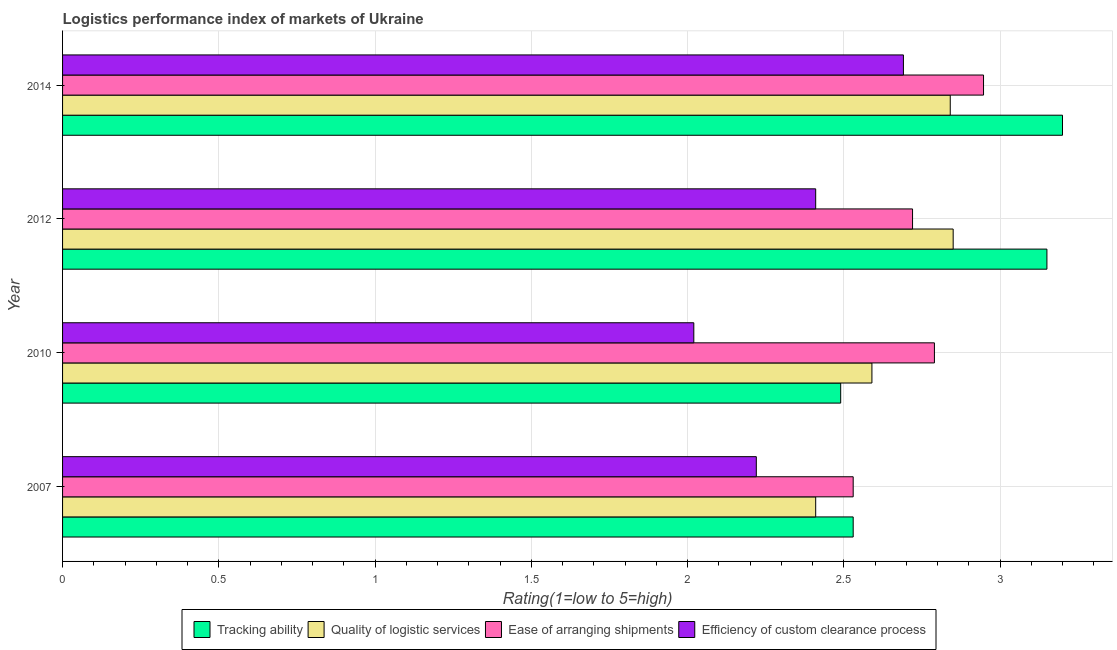 Logistics performance index of markets of Ukraine
2014
2012
2010
2007
Year
0
0.5
1
1.5
2
2.5
3
Rating(1=low to 5=high)
Tracking ability
Quality of logistic services
Ease of arranging shipments
Efficiency of custom clearance process